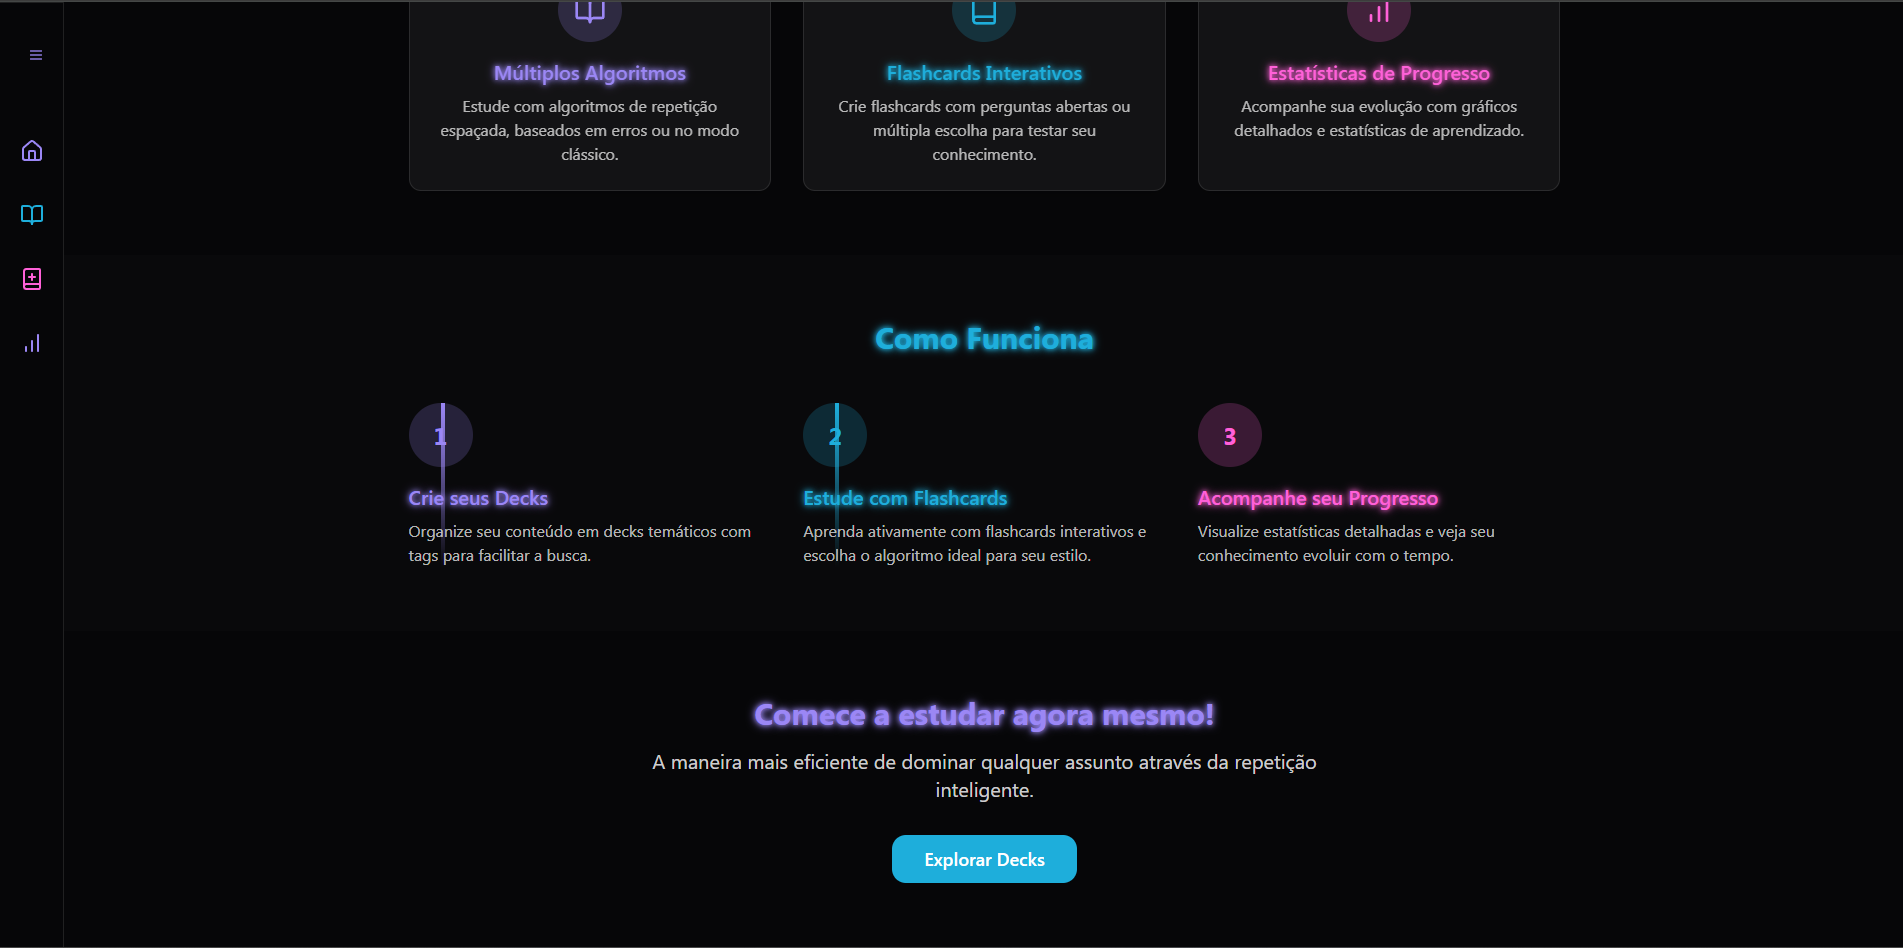 Múltiplos Algoritmos
Estude com algoritmos de repetição
espaçada, baseados em erros ou no modo
clássico.
Flashcards Interativos
Crie flashcards com perguntas abertas ou
múltipla escolha para testar seu
conhecimento.
Estatísticas de Progresso
Acompanhe sua evolução com gráficos
detalhados e estatísticas de aprendizado.
Como Funciona
1
Crie seus Decks
Organize seu conteúdo em decks temáticos com
tags para facilitar a busca.
2
Estude com Flashcards
Aprenda ativamente com flashcards interativos e
escolha o algoritmo ideal para seu estilo.
3
Acompanhe seu Progresso
Visualize estatísticas detalhadas e veja seu
conhecimento evoluir com o tempo.
Comece a estudar agora mesmo!
A maneira mais eficiente de dominar qualquer assunto através da repetição
inteligente.
Explorar Decks